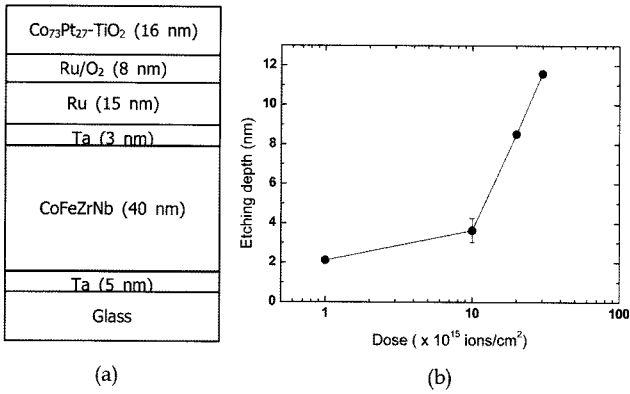 Co73Pt27-TiO2 (16 nm)
Ru/O2 (8 nm)
Ru (15 nm)
Ta (3 nm)
CoFeZrNb (40 nm)
Ta (5 nm)
Glass
(a)
12
10
8
6
4
2
0
Etching depth (nm)
1
10
100
Dose ( x 10^15 ions/cm^2)
(b)